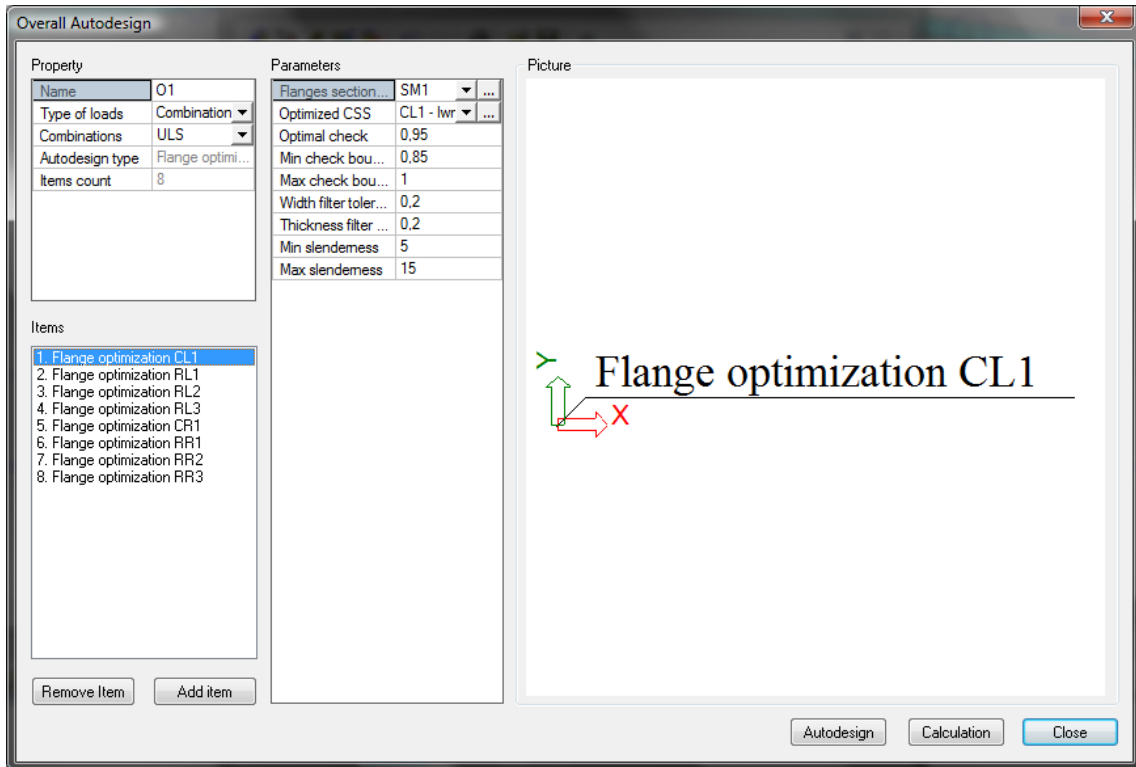 Overall Autodesign
Property
Name O1
Type of loads Combination
Combinations ULS
Autodesign type Flange optimi...
Items count 8
Items
1. Flange optimization CL1
2. Flange optimization RL1
3. Flange optimization RL2
4. Flange optimization RL3
5. Flange optimization CR1
6. Flange optimization RR1
7. Flange optimization RR2
8. Flange optimization RR3
Remove Item Add item
Parameters
Flanges section... SM1 ...
Optimized CSS CL1 - Iwr ...
Optimal check 0,95
Min check bou... 0,85
Max check bou... 1
Width filter toler... 0,2
Thickness filter ... 0,2
Min slenderness 5
Max slenderness 15
Picture
Y
Flange optimization CL1
X
Autodesign Calculation Close